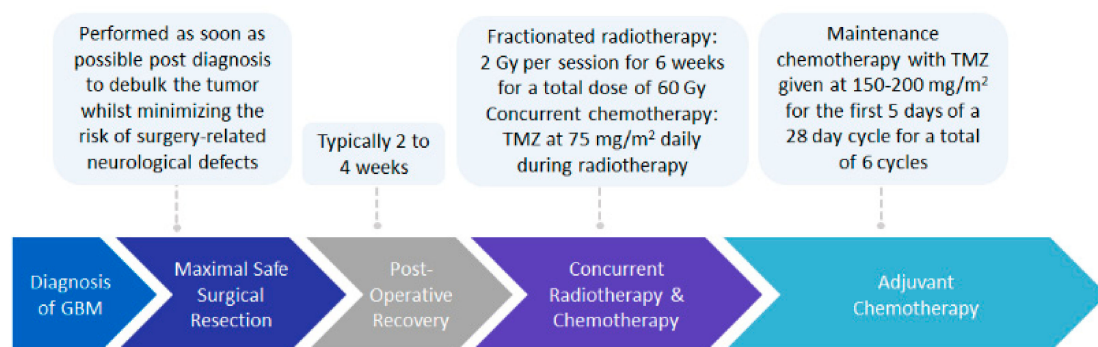 Performed as soon as
possible post diagnosis
to debulk the tumor
whilst minimizing the
risk of surgery-related
neurological defects
Typically 2 to
4 weeks
Fractionated radiotherapy:
2 Gy per session for 6 weeks
for a total dose of 60 Gy
Concurrent chemotherapy:
TMZ at 75 mg/m² daily
during radiotherapy
Maintenance
chemotherapy with TMZ
given at 150-200 mg/m²
for the first 5 days of a
28 day cycle for a total
of 6 cycles
Diagnosis
of GBM
Maximal Safe
Surgical
Resection
Post-
Operative
Recovery
Concurrent
Radiotherapy &
Chemotherapy
Adjuvant
Chemotherapy